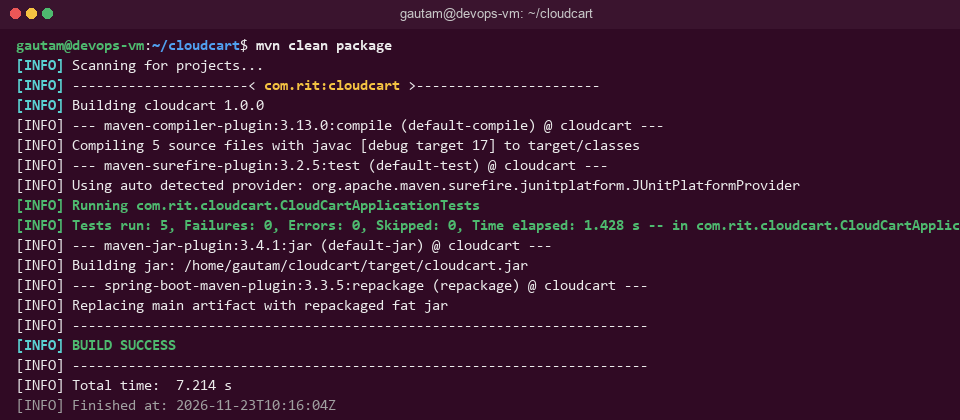 gautam@devops-vm: ~/cloudcart
gautam@devops-vm:~/cloudcart$ mvn clean package
[INFO] Scanning for projects...
[INFO] ----------------------< com.rit:cloudcart >-----------------------
[INFO] Building cloudcart 1.0.0
[INFO] --- maven-compiler-plugin:3.13.0:compile (default-compile) @ cloudcart ---
[INFO] Compiling 5 source files with javac [debug target 17] to target/classes
[INFO] --- maven-surefire-plugin:3.2.5:test (default-test) @ cloudcart ---
[INFO] Using auto detected provider: org.apache.maven.surefire.junitplatform.JUnitPlatformProvider
[INFO] Running com.rit.cloudcart.CloudCartApplicationTests
[INFO] Tests run: 5, Failures: 0, Errors: 0, Skipped: 0, Time elapsed: 1.428 s -- in com.rit.cloudcart.CloudCartApplic
[INFO] --- maven-jar-plugin:3.4.1:jar (default-jar) @ cloudcart ---
[INFO] Building jar: /home/gautam/cloudcart/target/cloudcart.jar
[INFO] --- spring-boot-maven-plugin:3.3.5:repackage (repackage) @ cloudcart ---
[INFO] Replacing main artifact with repackaged fat jar
[INFO] ------------------------------------------------------------------------
[INFO] BUILD SUCCESS
[INFO] ------------------------------------------------------------------------
[INFO] Total time:  7.214 s
[INFO] Finished at: 2026-11-23T10:16:04Z